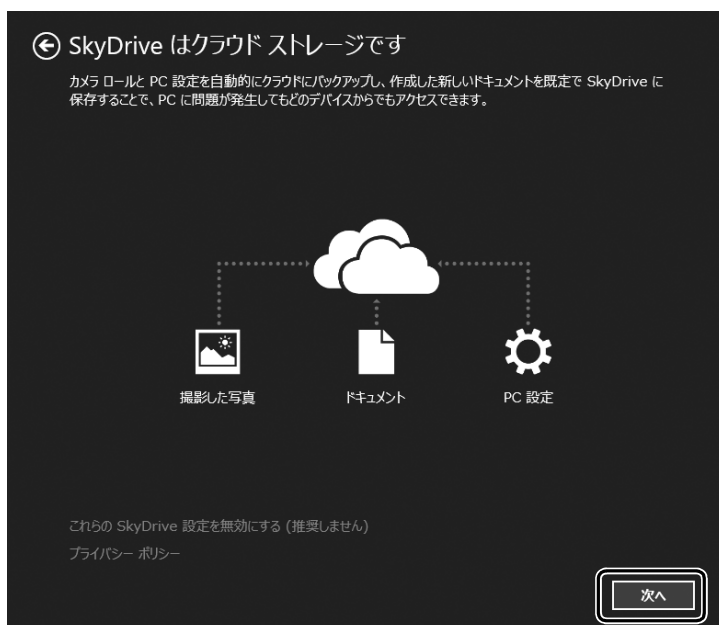 SkyDrive はクラウド ストレージです
カメラ ロールと PC 設定を自動的にクラウドにバックアップし、作成した新しいドキュメントを既定で SkyDrive に
保存することで、PC に問題が発生してもどのデバイスからでもアクセスできます。
撮影した写真
ドキュメント
PC 設定
これらの SkyDrive 設定を無効にする (推奨しません)
プライバシー ポリシー
次へ